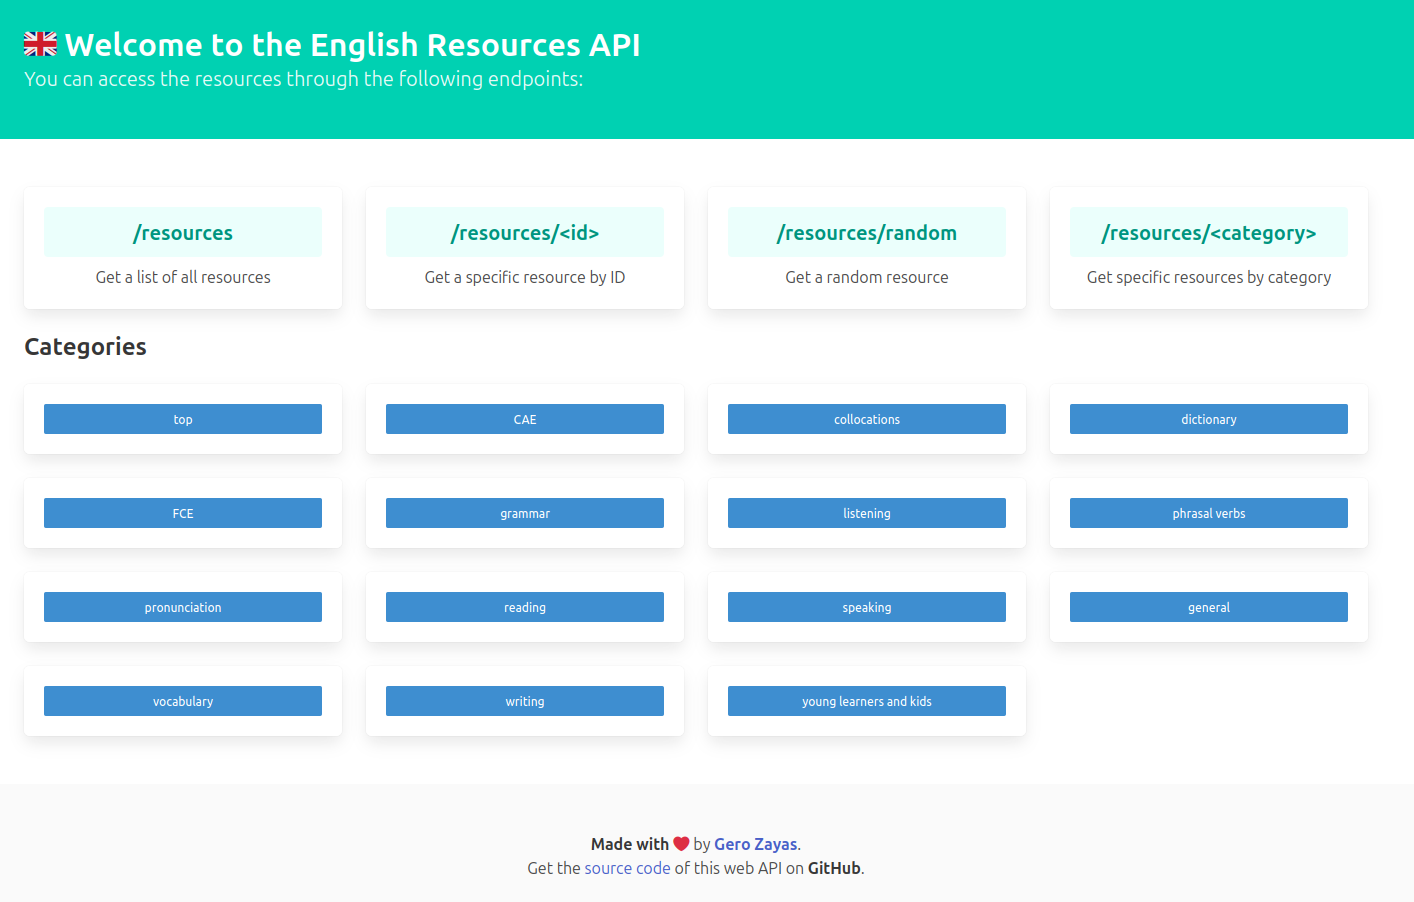 Welcome to the English Resources API
You can access the resources through the following endpoints:
/resources
Get a list of all resources
/resources/<id>
Get a specific resource by ID
/resources/random
Get a random resource
/resources/<category>
Get specific resources by category
Categories
top
CAE
collocations
dictionary
FCE
grammar
listening
phrasal verbs
pronunciation
reading
speaking
general
vocabulary
writing
young learners and kids
Made with ❤ by Gero Zayas.
Get the source code of this web API on GitHub.